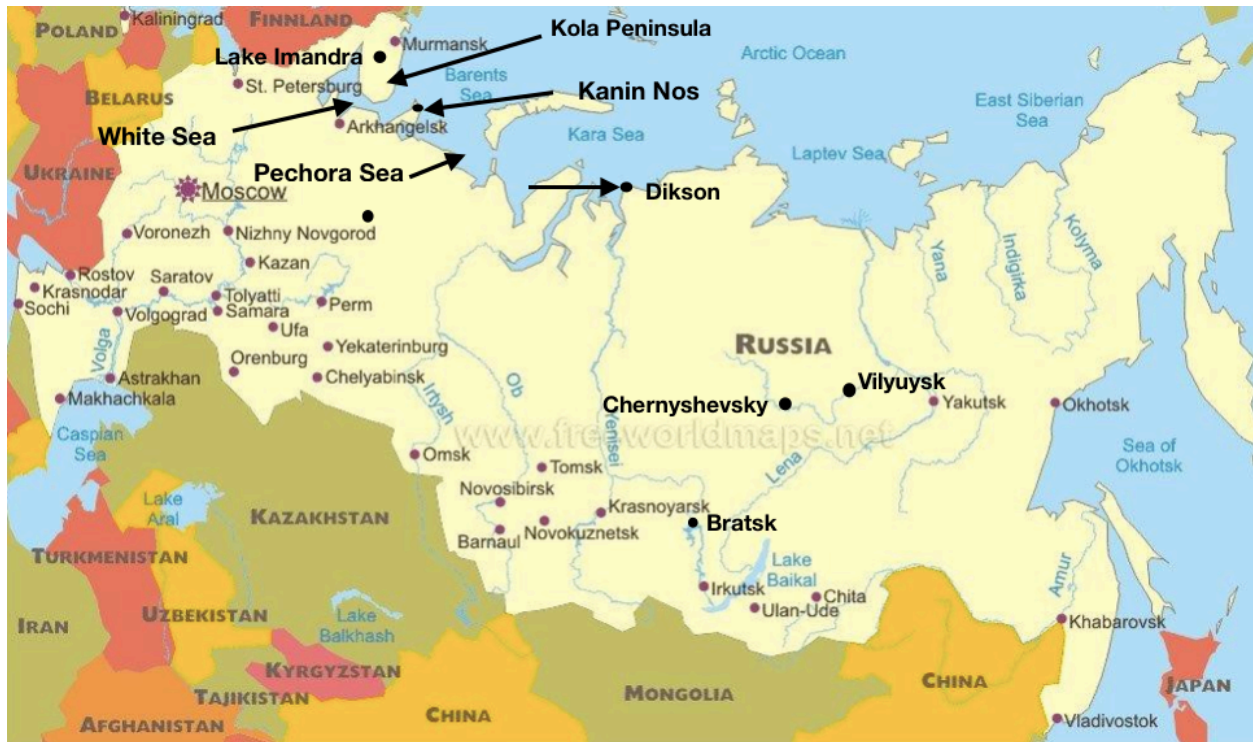 Kaliningrad
POLAND
FINNLAND
Kola Peninsula
Murmansk
Lake Imandra
Arctic Ocean
Barents
Sea
St. Petersburg
Kanin Nos
BELARUS
East Siberian
Sea
White Sea
Arkhangelsk
Kara Sea
Laptev Sea
Pechora Sea
UKRAINE
Moscow
Dikson
Voronezh
Nizhny Novgorod
Kazan
Kolyma
Indigirka
Yana
Rostov
Saratov
Krasnodar
Sochi
Tolyatti
Samara
Perm
Volgograd
Ufa
RUSSIA
Yekaterinburg
Volga
Orenburg
Chelyabinsk
Astrakhan
Makhachkala
Irtysh
Ob
Yenisei
Vilyuysk
Chernyshevsky
Yakutsk
Okhotsk
www.freeworldmaps.net
Caspian
Sea
Omsk
Tomsk
Lena
Sea of
Okhotsk
Lake
Aral
Novosibirsk
KAZAKHSTAN
Krasnoyarsk
Bratsk
Barnaul
Novokuznetsk
TURKMENISTAN
Lake
Baikal
Amur
Irkutsk
Chita
Ulan-Ude
UZBEKISTAN
Lake
Balkhash
IRAN
Khabarovsk
KYRGYZSTAN
TAJIKISTAN
MONGOLIA
CHINA
JAPAN
AFGHANISTAN
CHINA
Vladivostok